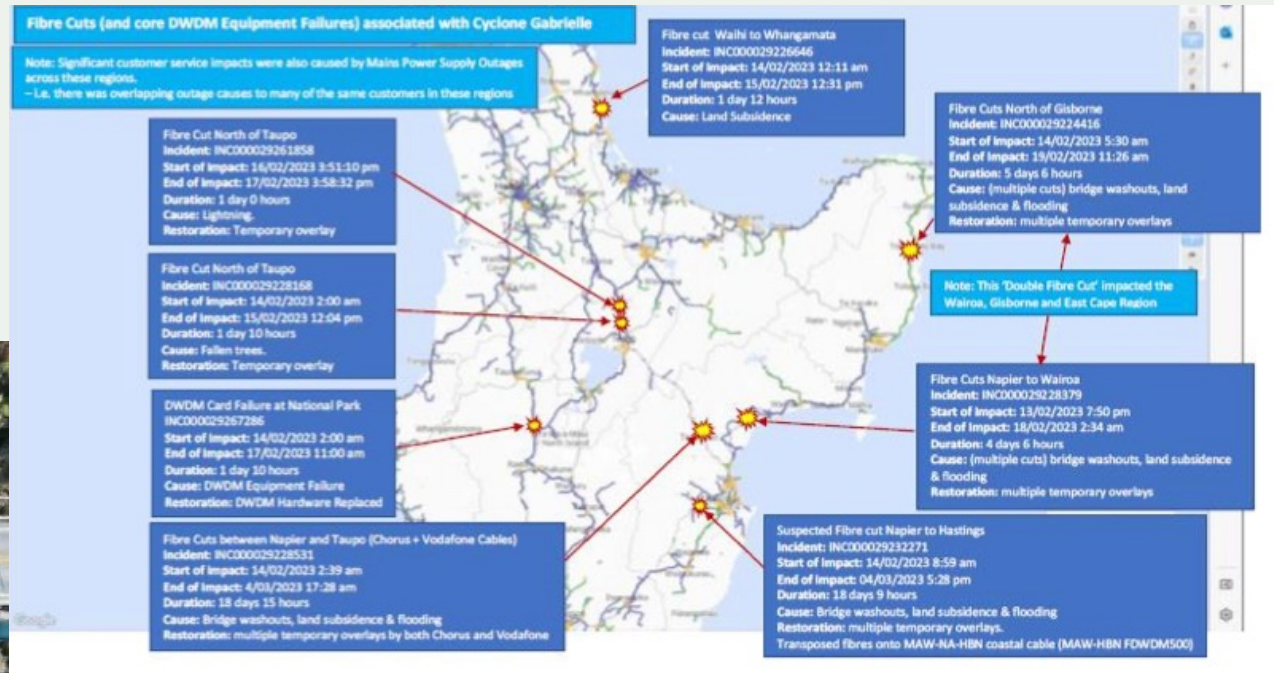 Fibre Cuts (and core DWDM Equipment Failures) associated with Cyclone Gabrielle
Note: Significant customer service impacts were also caused by Mains Power Supply Outages
across these regions.
– i.e. there was overlapping outage causes to many of the same customers in these regions
Fibre cut Waihi to Whangamata
Incident: INC000029226646
Start of Impact: 14/02/2023 12:11 am
End of Impact: 15/02/2023 12:31 pm
Duration: 1 day 12 hours
Cause: Land Subsidence
Fibre Cuts North of Gisborne
Incident: INC000029224416
Start of Impact: 14/02/2023 5:30 am
End of Impact: 19/02/2023 11:26 am
Duration: 5 days 6 hours
Cause: (multiple cuts) bridge washouts, land
subsidence & flooding
Restoration: multiple temporary overlays
Fibre Cut North of Taupo
Incident: INC000029261858
Start of Impact: 16/02/2023 3:51:10 pm
End of Impact: 17/02/2023 3:58:32 pm
Duration: 1 day 0 hours
Cause: Lightning.
Restoration: Temporary overlay
Fibre Cut North of Taupo
Incident: INC000029228168
Start of Impact: 14/02/2023 2:00 am
End of Impact: 15/02/2023 12:04 pm
Duration: 1 day 10 hours
Cause: Fallen trees.
Restoration: Temporary overlay
Note: This 'Double Fibre Cut' impacted the
Wairoa, Gisborne and East Cape Region
DWDM Card Failure at National Park
INC000029267286
Start of Impact: 14/02/2023 2:00 am
End of Impact: 17/02/2023 11:00 am
Duration: 1 day 10 hours
Cause: DWDM Equipment Failure
Restoration: DWDM Hardware Replaced
Fibre Cuts Napier to Wairoa
Incident: INC000029228379
Start of Impact: 13/02/2023 7:50 pm
End of Impact: 18/02/2023 2:34 am
Duration: 4 days 6 hours
Cause: (multiple cuts) bridge washouts, land subsidence
& flooding
Restoration: multiple temporary overlays
Fibre Cuts between Napier and Taupo (Chorus + Vodafone Cables)
Incident: INC000029228531
Start of Impact: 14/02/2023 2:39 am
End of Impact: 4/03/2023 17:28 am
Duration: 18 days 15 hours
Cause: Bridge washouts, land subsidence & flooding
Restoration: multiple temporary overlays by both Chorus and Vodafone
Suspected Fibre cut Napier to Hastings
Incident: INC000029232271
Start of Impact: 14/02/2023 8:59 am
End of Impact: 04/03/2023 5:28 pm
Duration: 18 days 9 hours
Cause: Bridge washouts, land subsidence & flooding
Restoration: multiple temporary overlays.
Transposed fibres onto MAW-NA-HBN coastal cable (MAW-HBN FDWDM500)
Google